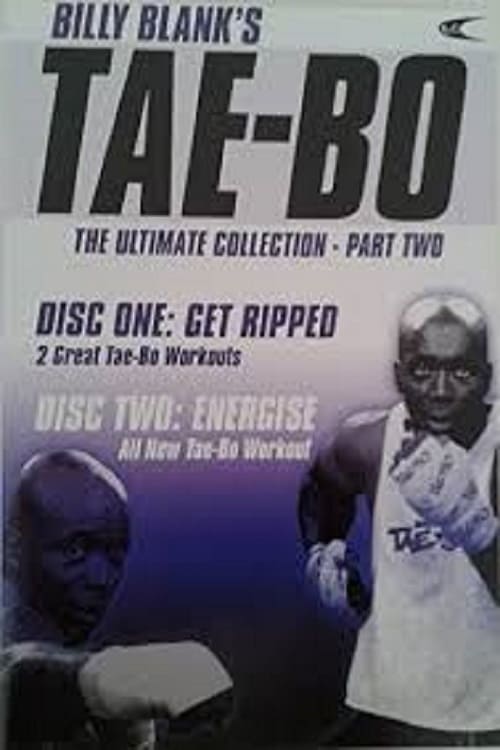 BILLY BLANK'S
TAE-BO
THE ULTIMATE COLLECTION · PART TWO
DISC ONE: GET RIPPED
2 Great Tae-Bo Workouts
DISC TWO: ENERGISE
All New Tae-Bo Workout
TAE-